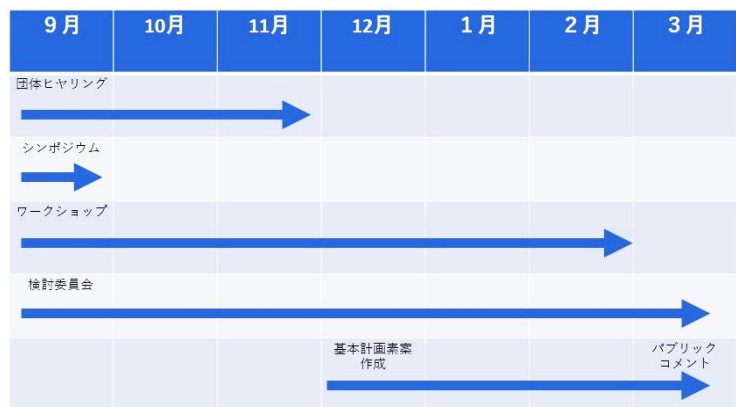 9月 10月 11月 12月 1月 2月 3月
団体ヒヤリング
シンポジウム
ワークショップ
検討委員会
基本計画素案
作成
パブリック
コメント